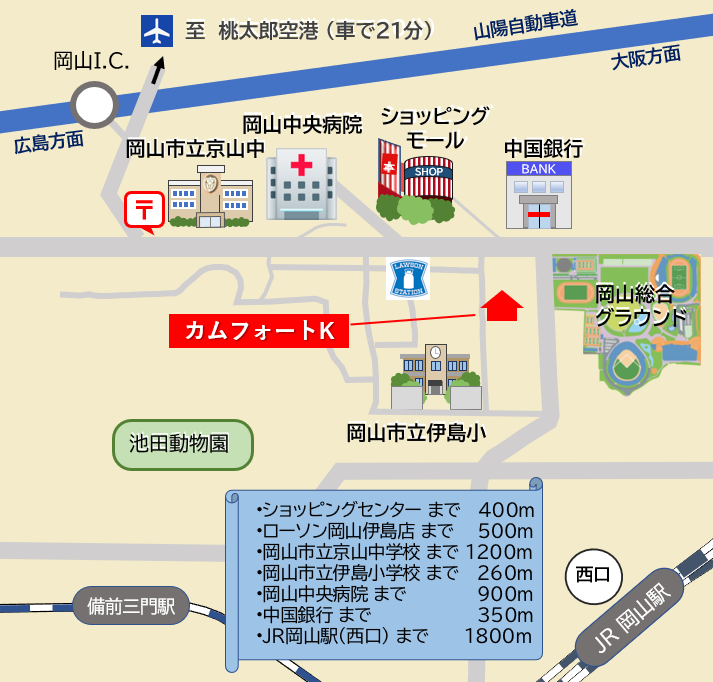 至 桃太郎空港（車で21分）
山陽自動車道
岡山I.C.
大阪方面
広島方面
岡山中央病院
ショッピング
モール
岡山市立京山中
中国銀行
BANK
SHOP
〒
LAWSON
STATION
岡山総合
グラウンド
カムフォートK
岡山市立伊島小
池田動物園
・ショッピングセンター まで 400m
・ローソン岡山伊島店 まで 500m
・岡山市立京山中学校 まで 1200m
・岡山市立伊島小学校 まで 260m
・岡山中央病院 まで 900m
・中国銀行 まで 350m
・JR岡山駅(西口) まで 1800m
西口
備前三門駅
JR 岡山駅